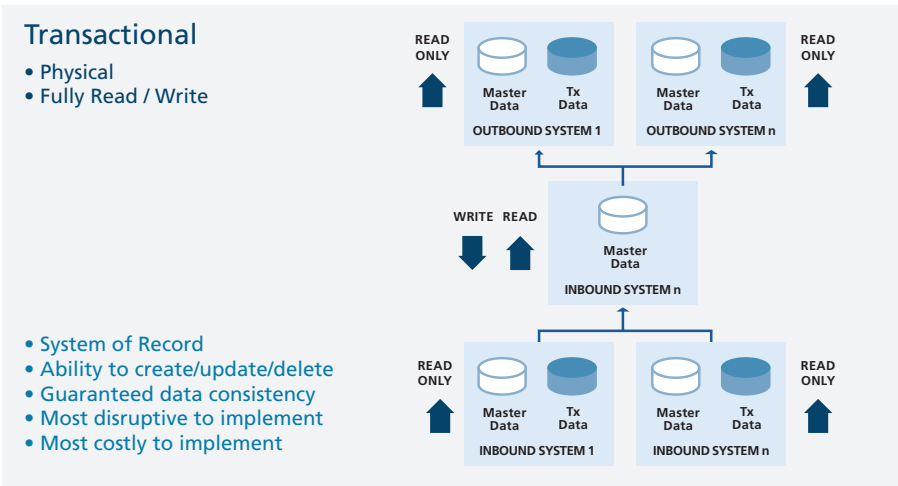 Transactional
• Physical
• Fully Read / Write
READ
ONLY
Master
Data
Tx
Data
OUTBOUND SYSTEM 1
Master
Data
Tx
Data
OUTBOUND SYSTEM n
READ
ONLY
WRITE READ
Master
Data
INBOUND SYSTEM n
• System of Record
• Ability to create/update/delete
• Guaranteed data consistency
• Most disruptive to implement
• Most costly to implement
READ
ONLY
Master
Data
Tx
Data
INBOUND SYSTEM 1
Master
Data
Tx
Data
INBOUND SYSTEM n
READ
ONLY